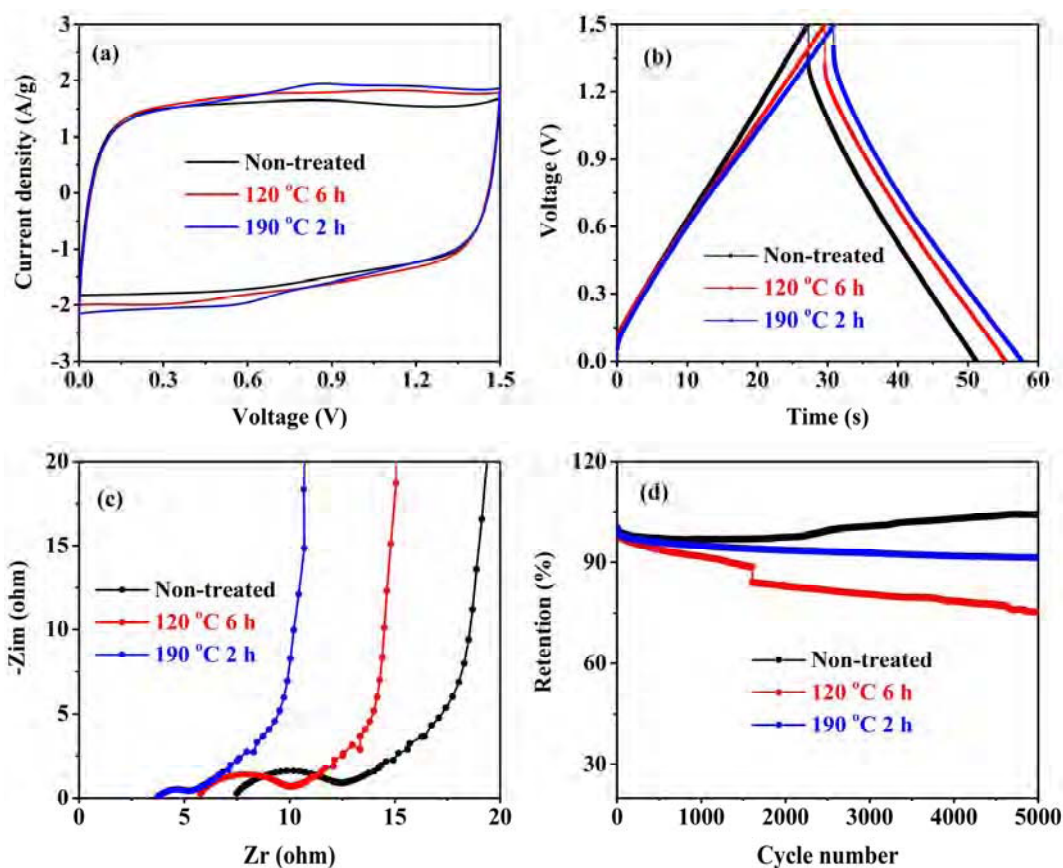 (a)
3
2
1
0
-1
-2
-3
Current density (A/g)
Non-treated
120 °C 6 h
190 °C 2 h
0.0 0.3 0.6 0.9 1.2 1.5
Voltage (V)
(b)
1.5
1.2
0.9
0.6
0.3
0.0
Voltage (V)
Non-treated
120 °C 6 h
190 °C 2 h
0 10 20 30 40 50 60
Time (s)
(c)
20
15
10
5
0
-Zim (ohm)
Non-treated
120 °C 6 h
190 °C 2 h
0 5 10 15 20
Zr (ohm)
(d)
120
90
60
30
Retention (%)
Non-treated
120 °C 6 h
190 °C 2 h
0 1000 2000 3000 4000 5000
Cycle number